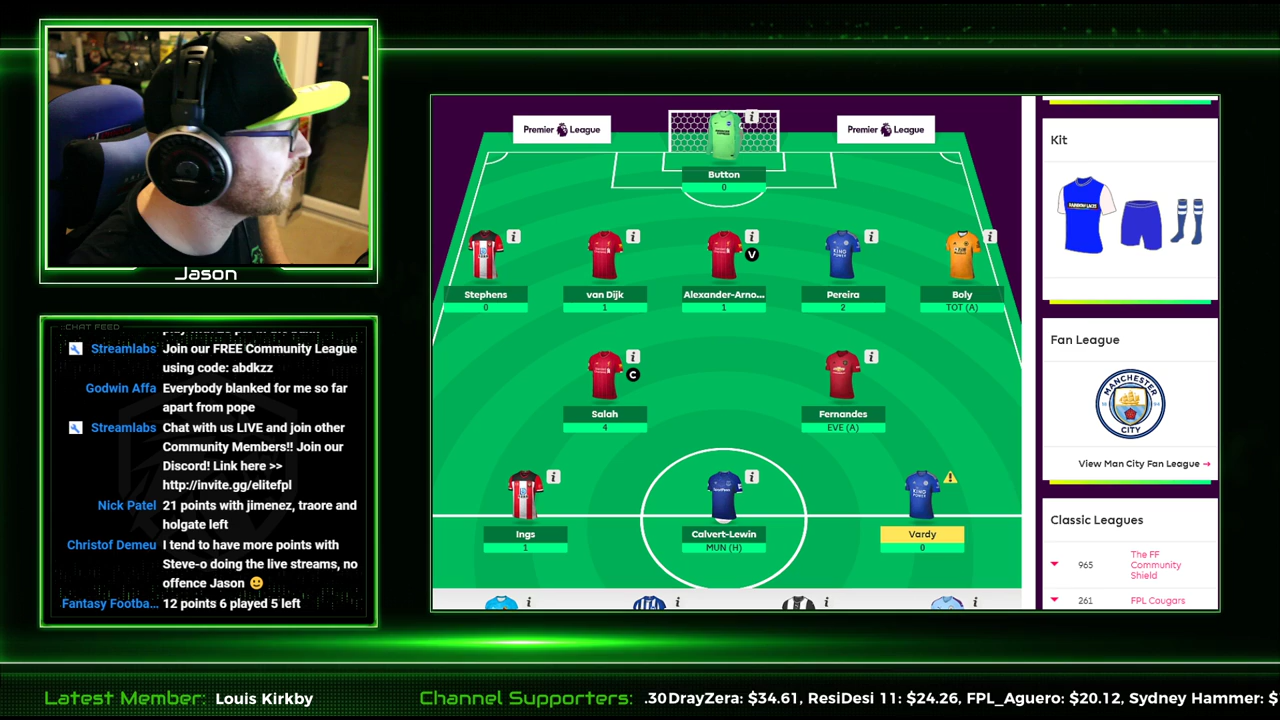 Jason
CHAT FEED
Streamlabs Join our FREE Community League
using code: abdkzz
Godwin Affa Everybody blanked for me so far
apart from pope
Streamlabs Chat with us LIVE and join other
Community Members!! Join our
Discord! Link here >>
http://invite.gg/elitefpl
Nick Patel 21 points with jimenez, traore and
holgate left
Christof Demeu I tend to have more points with
Steve-o doing the live streams, no
offence Jason
Fantasy Footba... 12 points 6 played 5 left
Premier League
Premier League
Button
0
Stephens
0
van Dijk
1
V
Alexander-Arno...
1
Pereira
2
Boly
TOT (A)
C
Salah
4
Fernandes
EVE (A)
Ings
1
Calvert-Lewin
MUN (H)
Vardy
0
Kit
RAINBOW LACES
Fan League
MANCHESTER
CITY
View Man City Fan League →
Classic Leagues
965 The FF
Community
Shield
261 FPL Cougars
Latest Member: Louis Kirkby
Channel Supporters: .30DrayZera: $34.61, ResiDesi 11: $24.26, FPL_Aguero: $20.12, Sydney Hammer: $